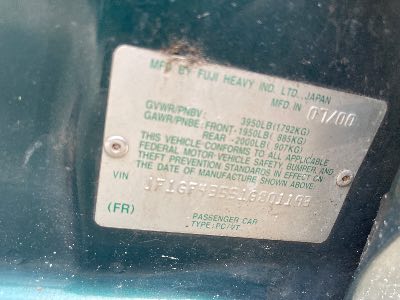 MFD BY FUJI HEAVY IND. LTD., JAPAN
MFD.IN 07/00
GVWR/PNBV: 3950LB(1792KG)
GAWR/PNBE: FRONT-1950LB( 885KG)
REAR -2000LB( 907KG)
THIS VEHICLE CONFORMS TO ALL APPLICABLE
FEDERAL MOTOR VEHICLE SAFETY, BUMPER, AND
THEFT PREVENTION STANDARDS IN EFFECT ON
THE DATE OF MANUFACTURE SHOWN ABOVE.
VIN
(FR)
PASSENGER CAR
TYPE:PC/VT